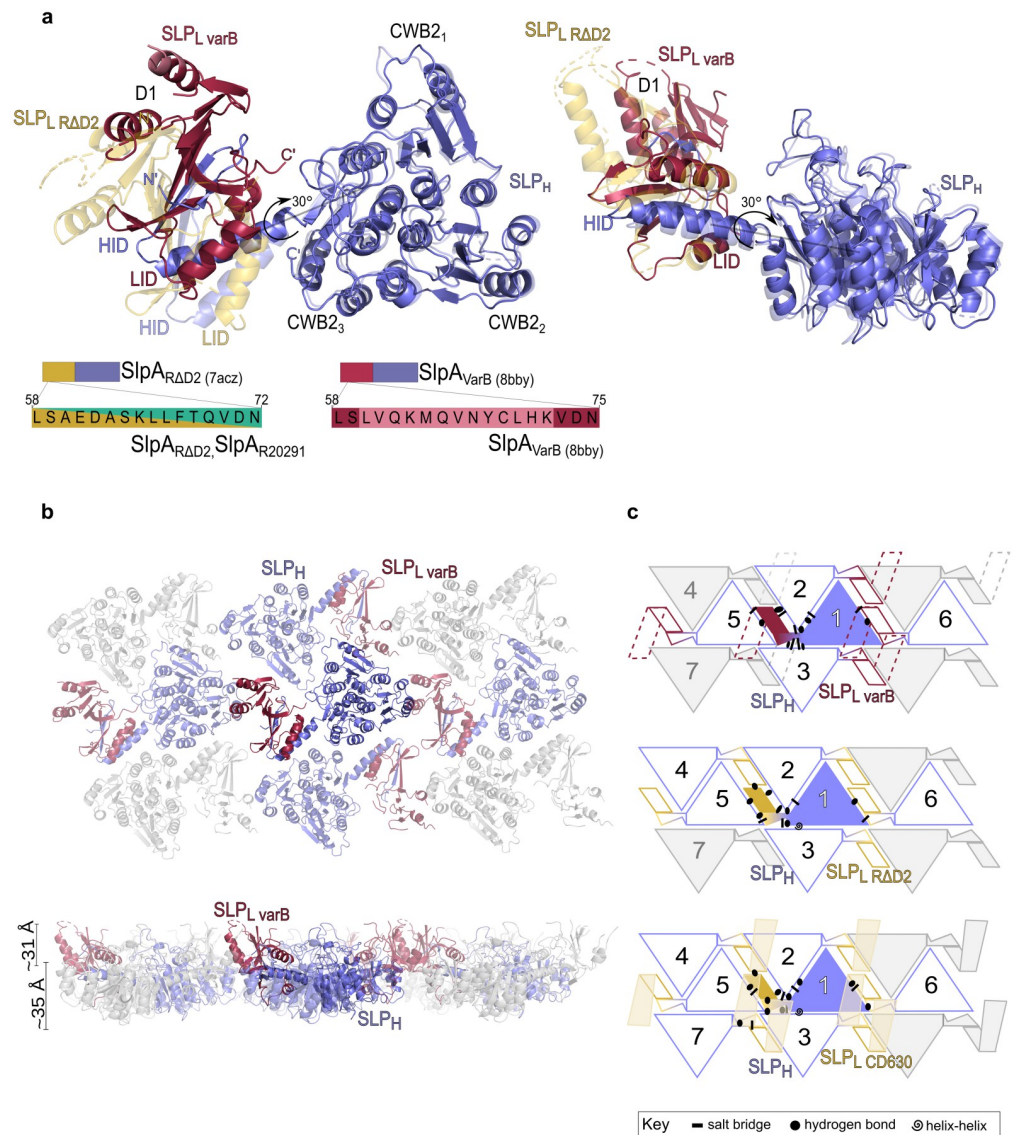 a
SLPL varB
D1
SLPL RΔD2
N'
C'
N'
HID
LID
HID
LID
30°
C'
CWB21
SLPH
CWB23
CWB22
SLPL RΔD2
SLPL varB
D1
HID
LID
30°
SLPH
SlpARΔD2 (7acz)
58 72
L S A E D A S K L L F T Q V D N
SlpARΔD2, SlpAR20291
SlpAVarB (8bby)
58 75
L S L V Q K M Q V N Y C L H K V D N
SlpAVarB (8bby)
b
SLPH
SLPL varB
SLPL varB
~31 Å
~35 Å
SLPH
c
4 2 1
5 6
7 3
SLPH
SLPL varB
4 2 1
5 6
7 3
SLPH
SLPL RΔD2
4 2 1
5 6
7 3
SLPH
SLPL CD630
Key salt bridge hydrogen bond helix-helix